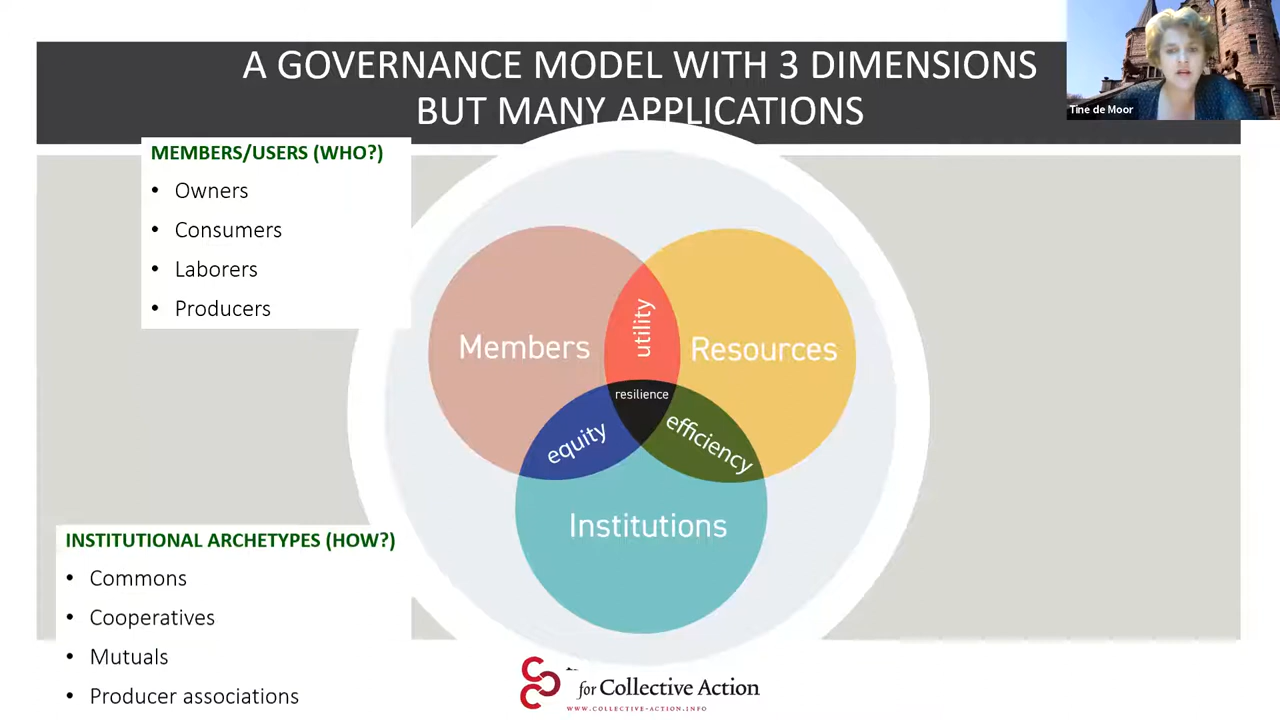 A GOVERNANCE MODEL WITH 3 DIMENSIONS
BUT MANY APPLICATIONS
Tine de Moor
MEMBERS/USERS (WHO?)
• Owners
• Consumers
• Laborers
• Producers
Members
utility
Resources
resilience
equity
efficiency
Institutions
INSTITUTIONAL ARCHETYPES (HOW?)
• Commons
• Cooperatives
• Mutuals
• Producer associations
for Collective Action
WWW.COLLECTIVE-ACTION.INFO